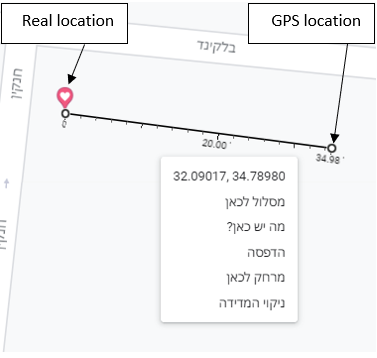 Real location
GPS location
בלקינד
חנקין
0
20.00 '
34.98 '
32.09017, 34.78980
מסלול לכאן
מה יש כאן?
הדפסה
מרחק לכאן
ניקוי המדידה